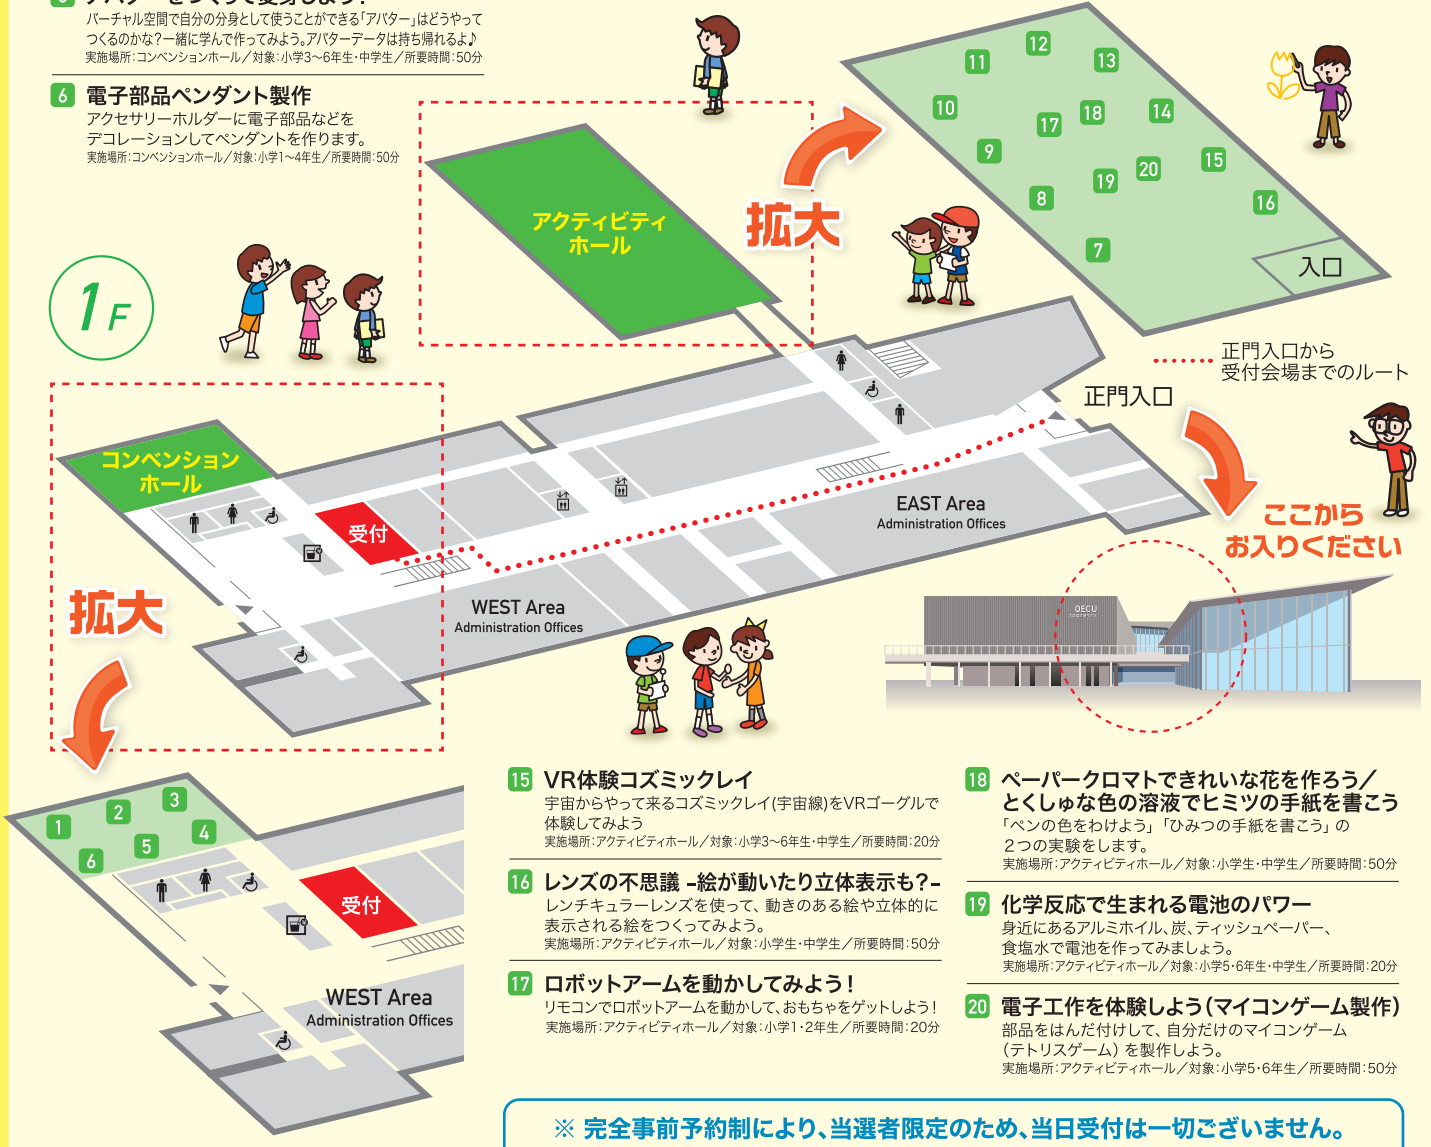 バーチャル空間で自分の分身として使うことができる「アバター」はどうやって
つくるのかな?一緒に学んで作ってみよう。アバターデータは持ち帰れるよ♪
実施場所:コンベンションホール/対象:小学3〜6年生・中学生/所要時間:50分
6 電子部品ペンダント製作
アクセサリーホルダーに電子部品などを
デコレーションしてペンダントを作ります。
実施場所:コンベンションホール/対象:小学1〜4年生/所要時間:50分
1F
アクティビティ
ホール
拡大
12
11
13
10
18
14
17
9
15
20
19
8
16
7
入口
正門入口から
受付会場までのルート
正門入口
コンベンション
ホール
受付
EAST Area
Administration Offices
WEST Area
Administration Offices
ここから
お入りください
OECU
拡大
1
2
3
4
5
6
受付
WEST Area
Administration Offices
15 VR体験コズミックレイ
宇宙からやって来るコズミックレイ(宇宙線)をVRゴーグルで
体験してみよう
実施場所:アクティビティホール/対象:小学3〜6年生・中学生/所要時間:20分
16 レンズの不思議 -絵が動いたり立体表示も?-
レンチキュラーレンズを使って、動きのある絵や立体的に
表示される絵をつくってみよう。
実施場所:アクティビティホール/対象:小学生・中学生/所要時間:50分
17 ロボットアームを動かしてみよう!
リモコンでロボットアームを動かして、おもちゃをゲットしよう!
実施場所:アクティビティホール/対象:小学1・2年生/所要時間:20分
18 ペーパークロマトできれいな花を作ろう/
とくしゅな色の溶液でヒミツの手紙を書こう
「ペンの色をわけよう」「ひみつの手紙を書こう」の
2つの実験をします。
実施場所:アクティビティホール/対象:小学生・中学生/所要時間:50分
19 化学反応で生まれる電池のパワー
身近にあるアルミホイル、炭、ティッシュペーパー、
食塩水で電池を作ってみましょう。
実施場所:アクティビティホール/対象:小学5・6年生・中学生/所要時間:20分
20 電子工作を体験しよう(マイコンゲーム製作)
部品をはんだ付けして、自分だけのマイコンゲーム
(テトリスゲーム)を製作しよう。
実施場所:アクティビティホール/対象:小学5・6年生/所要時間:50分
※ 完全事前予約制により、当選者限定のため、当日受付は一切ございません。